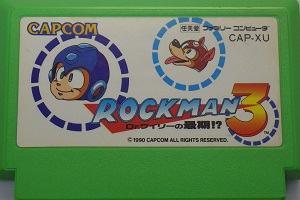 CAPCOM
任天堂 ファミリー コンピュータ
CAP-XU
ROCKMAN 3
Dr.ワイリーの最期!?
TM
© 1990 CAPCOM ALL RIGHTS RESERVED.